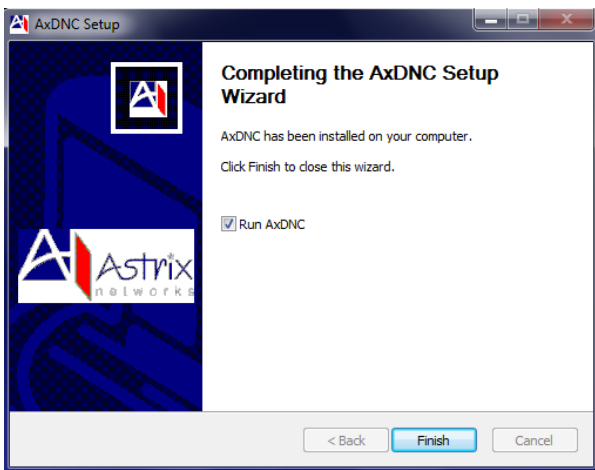 AxDNC Setup
Completing the AxDNC Setup
Wizard
AxDNC has been installed on your computer.
Click Finish to close this wizard.
Run AxDNC
Astrix
networks
< Back
Finish
Cancel